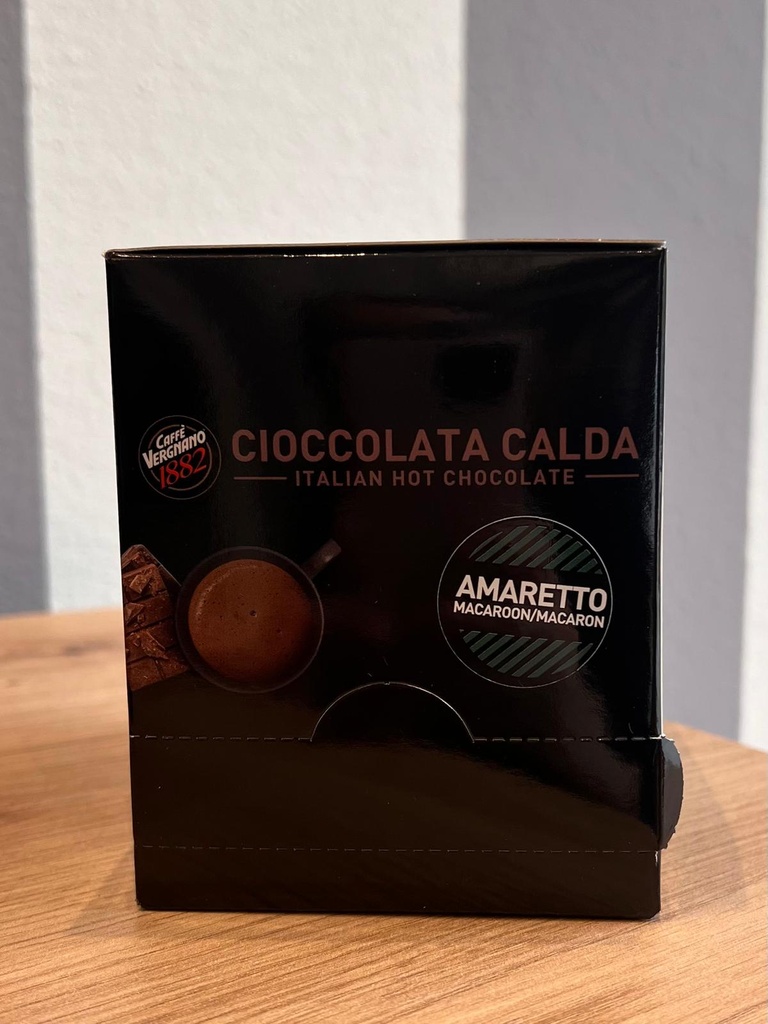 CAFFÈ
VERGNANO
1882
CIOCCOLATA CALDA
ITALIAN HOT CHOCOLATE
AMARETTO
MACAROON/MACARON